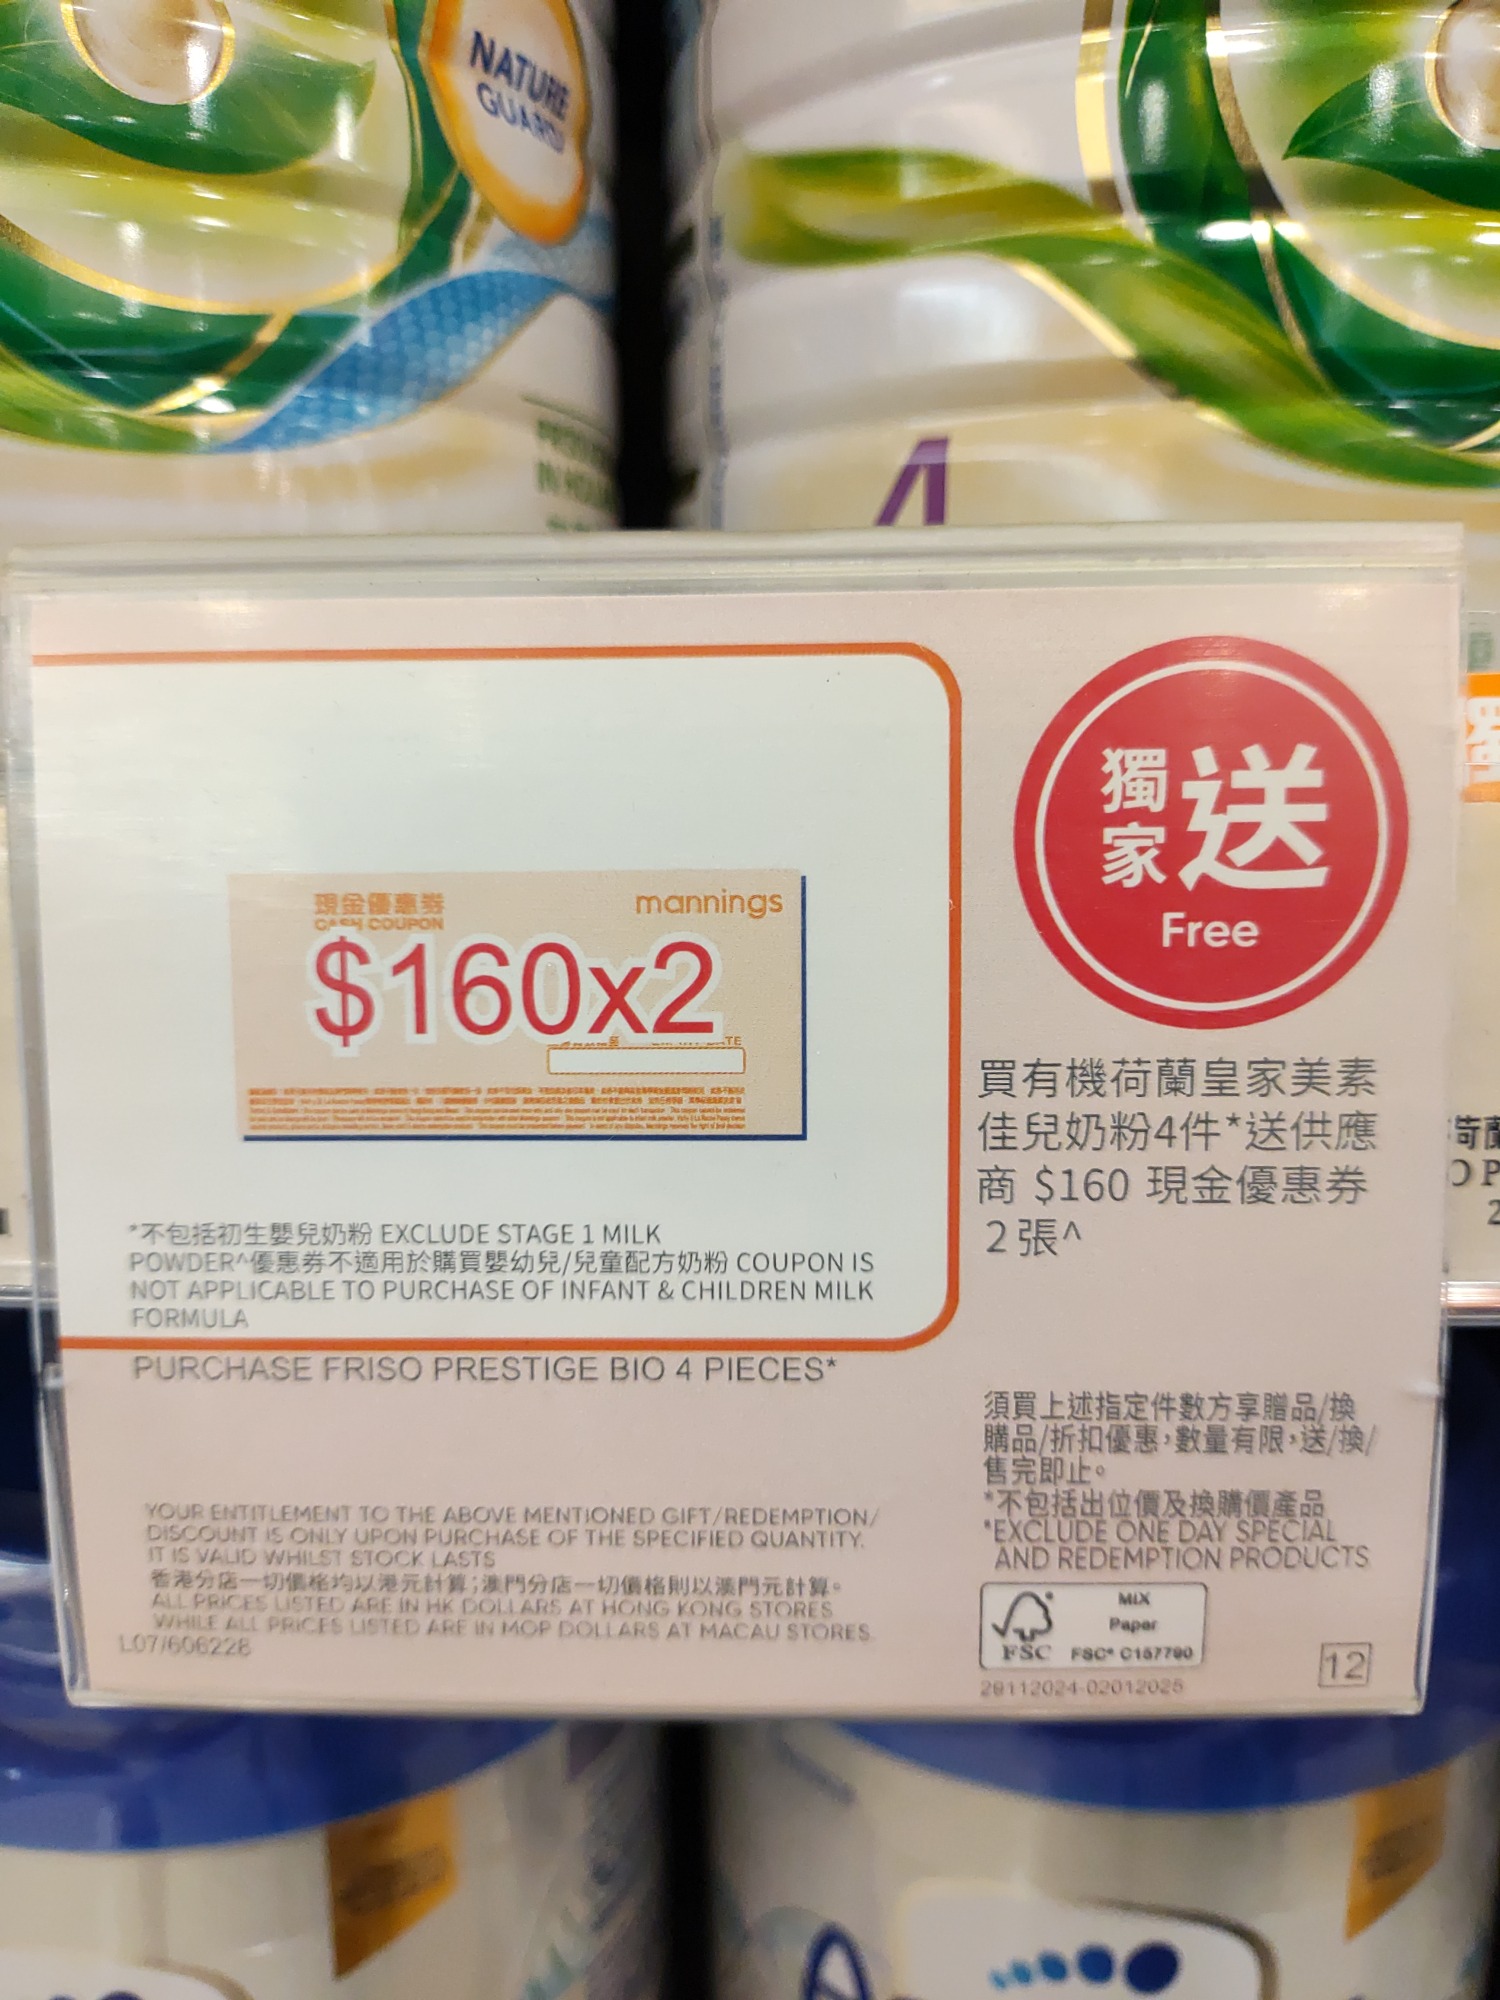 NATURE
GUARD
4
獨家
送
Free
現金優惠券
CASH COUPON
mannings
$160x2
買有機荷蘭皇家美素
佳兒奶粉4件*送供應
商 $160 現金優惠券
2張^
*不包括初生嬰兒奶粉 EXCLUDE STAGE 1 MILK
POWDER^優惠券不適用於購買嬰幼兒/兒童配方奶粉 COUPON IS
NOT APPLICABLE TO PURCHASE OF INFANT & CHILDREN MILK
FORMULA
PURCHASE FRISO PRESTIGE BIO 4 PIECES*
須買上述指定件數方享贈品/換
購品/折扣優惠,數量有限,送/換/
售完即止。
*不包括出位價及換購價產品
*EXCLUDE ONE DAY SPECIAL
AND REDEMPTION PRODUCTS
YOUR ENTITLEMENT TO THE ABOVE MENTIONED GIFT/REDEMPTION/
DISCOUNT IS ONLY UPON PURCHASE OF THE SPECIFIED QUANTITY.
IT IS VALID WHILST STOCK LASTS
香港分店一切價格均以港元計算;澳門分店一切價格則以澳門元計算。
ALL PRICES LISTED ARE IN HK DOLLARS AT HONG KONG STORES
WHILE ALL PRICES LISTED ARE IN MOP DOLLARS AT MACAU STORES.
L07/606228
FSC
MIX
Paper
FSC® C157790
28112024-02012025
12